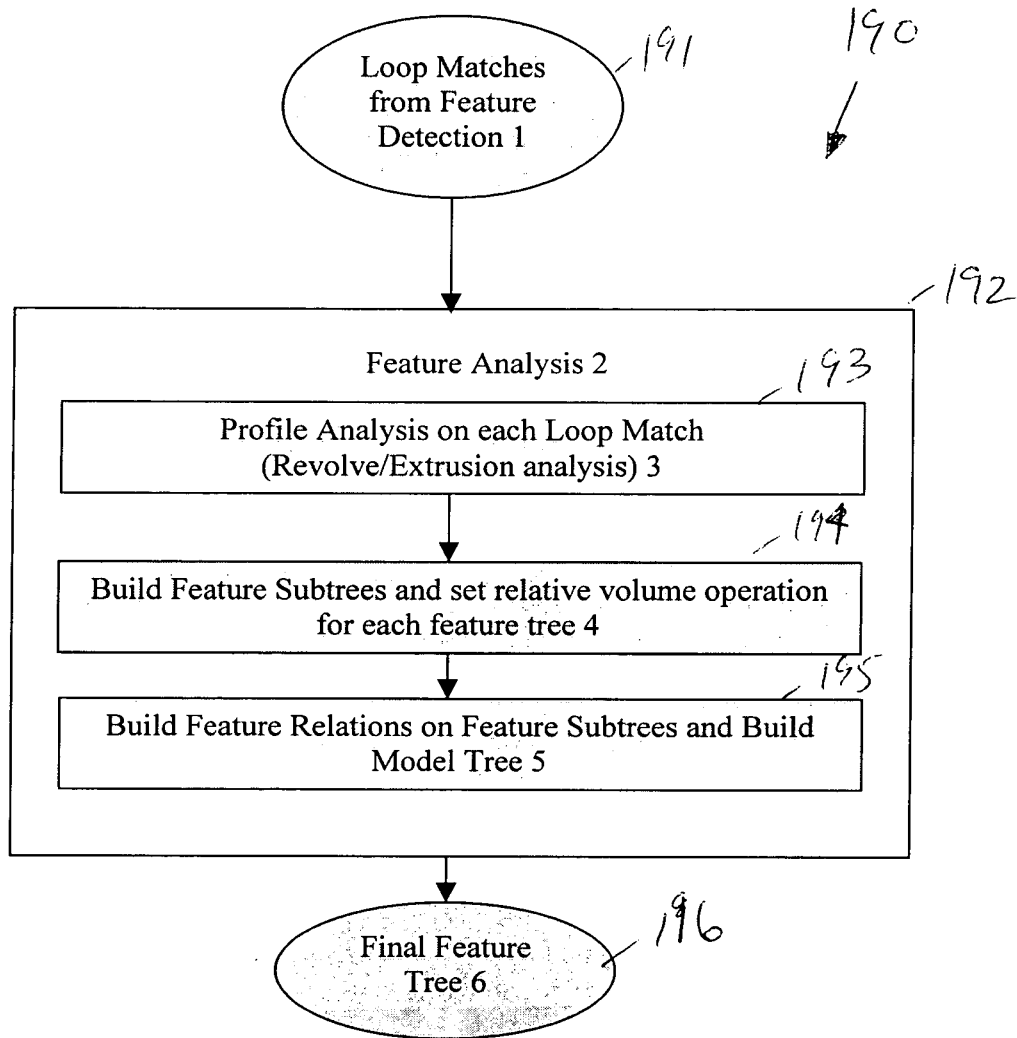 190
191
Loop Matches
from Feature
Detection 1
192
Feature Analysis 2
193
Profile Analysis on each Loop Match
(Revolve/Extrusion analysis) 3
194
Build Feature Subtrees and set relative volume operation
for each feature tree 4
195
Build Feature Relations on Feature Subtrees and Build
Model Tree 5
196
Final Feature
Tree 6